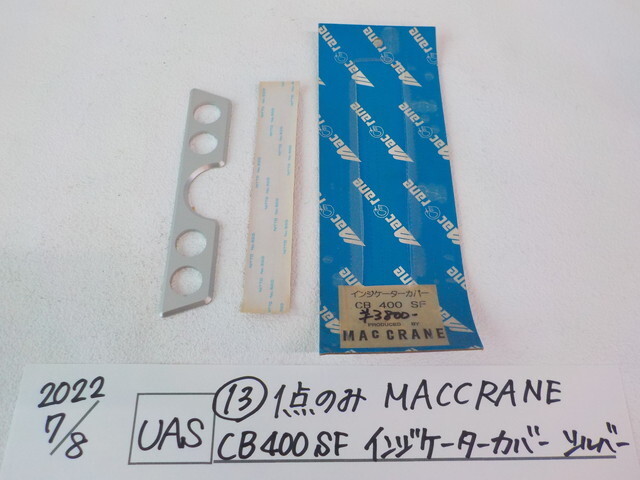 MacCrane
インジケーターカバー
CB 400 SF
¥3800-
PRODUCED BY
MACCRANE
2022
7/8
UAS
⑬ 1点のみ MACCRANE
CB400SF インジケーターカバー シルバー